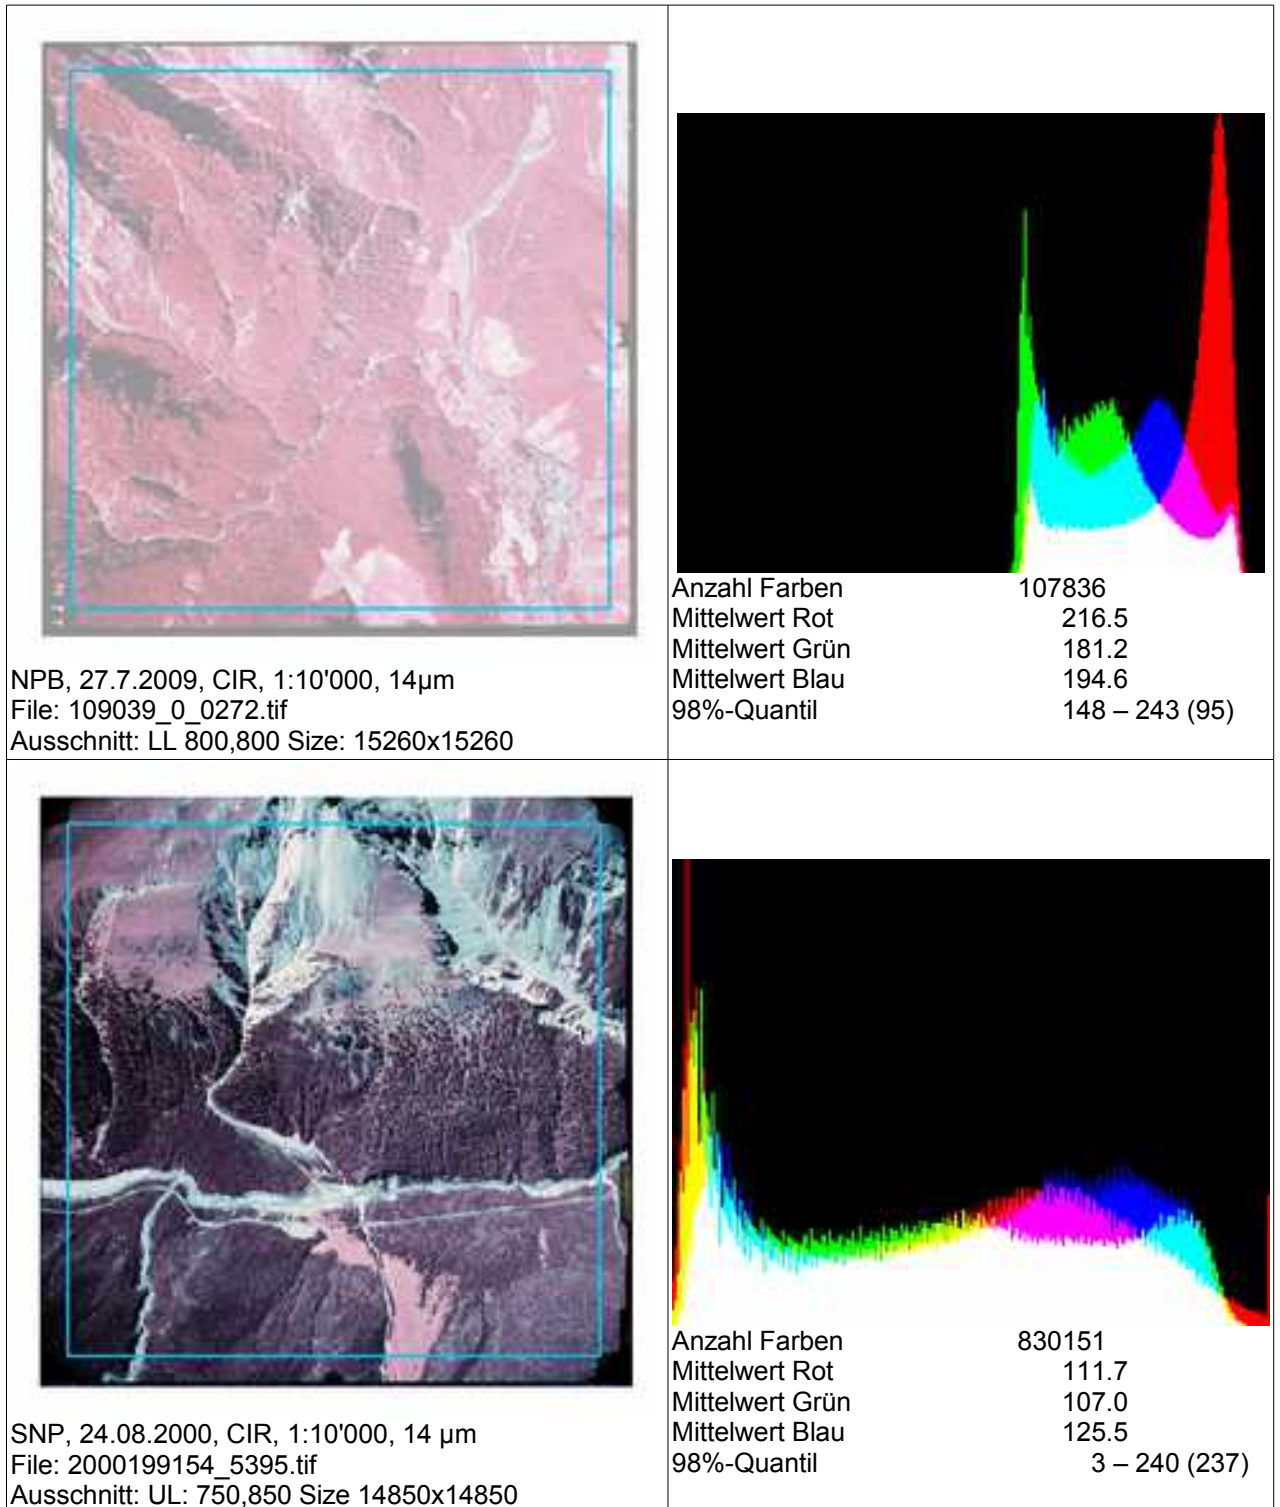 NPB, 27.7.2009, CIR, 1:10'000, 14µm
File: 109039_0_0272.tif
Ausschnitt: LL 800,800 Size: 15260x15260
Anzahl Farben 107836
Mittelwert Rot 216.5
Mittelwert Grün 181.2
Mittelwert Blau 194.6
98%-Quantil 148 – 243 (95)
SNP, 24.08.2000, CIR, 1:10'000, 14 µm
File: 2000199154_5395.tif
Ausschnitt: UL: 750,850 Size 14850x14850
Anzahl Farben 830151
Mittelwert Rot 111.7
Mittelwert Grün 107.0
Mittelwert Blau 125.5
98%-Quantil 3 – 240 (237)